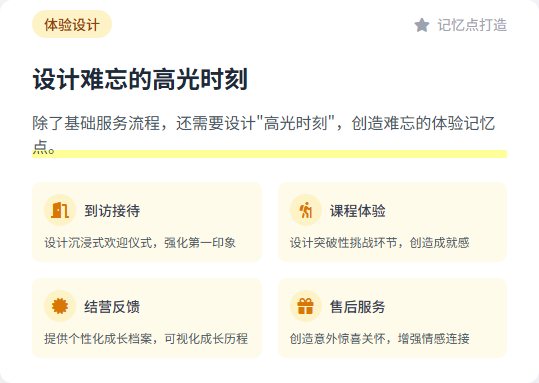 体验设计
记忆点打造
设计难忘的高光时刻
除了基础服务流程，还需要设计"高光时刻"，创造难忘的体验记忆
点。
到访接待
设计沉浸式欢迎仪式，强化第一印象
课程体验
设计突破性挑战环节，创造成就感
结营反馈
提供个性化成长档案，可视化成长历程
售后服务
创造意外惊喜关怀，增强情感连接